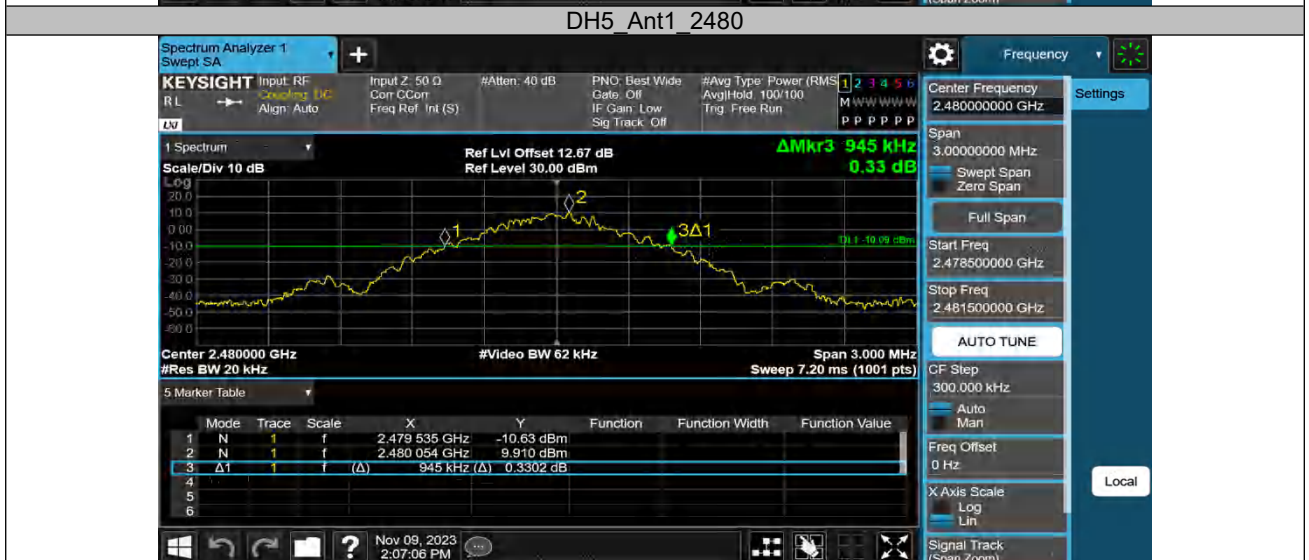 (Span Zoom)
DH5_Ant1_2480
Spectrum Analyzer 1
Swept SA
Frequency
KEYSIGHT Input: RF Input Z: 50 Ω #Atten: 40 dB PNO: Best Wide #Avg Type: Power (RMS 1 2 3 4 5 6
RL Coupling: DC Corr CCorr Gate: Off Avg|Hold: 100/100 M W W W W W
Align: Auto Freq Ref: Int (S) IF Gain: Low Trig: Free Run
Sig Track: Off P P P P P P
LXI
1 Spectrum
Scale/Div 10 dB
Ref Lvl Offset 12.67 dB
Ref Level 30.00 dBm
ΔMkr3 945 kHz
0.33 dB
Log
20.0
10.0
0.00
-10.0
-20.0
-30.0
-40.0
-50.0
-60.0
1
2
3Δ1
DL1 -10.09 dBm
Center 2.480000 GHz #Video BW 62 kHz Span 3.000 MHz
#Res BW 20 kHz Sweep 7.20 ms (1001 pts)
5 Marker Table
Mode Trace Scale X Y Function Function Width Function Value
1 N 1 f 2.479 535 GHz -10.63 dBm
2 N 1 f 2.480 054 GHz 9.910 dBm
3 Δ1 1 f (Δ) 945 kHz (Δ) 0.3302 dB
4
5
6
Nov 09, 2023
2:07:06 PM
Center Frequency
2.480000000 GHz
Settings
Span
3.00000000 MHz
Swept Span
Zero Span
Full Span
Start Freq
2.478500000 GHz
Stop Freq
2.481500000 GHz
AUTO TUNE
CF Step
300.000 kHz
Auto
Man
Freq Offset
0 Hz
X Axis Scale
Log
Lin
Local
Signal Track
(Span Zoom)